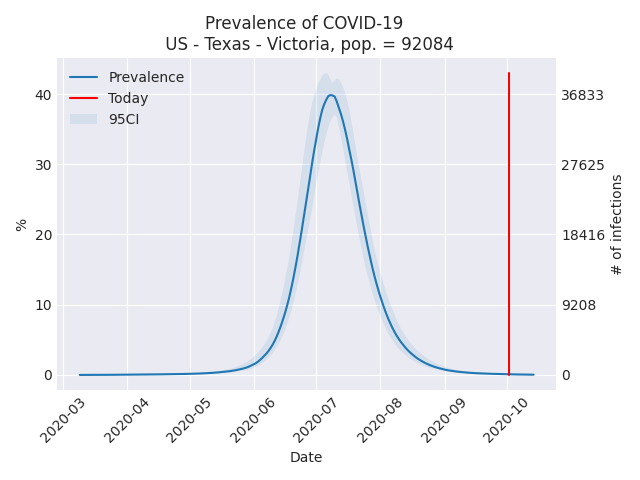 Prevalence of COVID-19
US - Texas - Victoria, pop. = 92084
Prevalence
Today
95CI
40
30
20
10
0
%
36833
27625
18416
9208
0
# of infections
2020-03
2020-04
2020-05
2020-06
2020-07
2020-08
2020-09
2020-10
Date